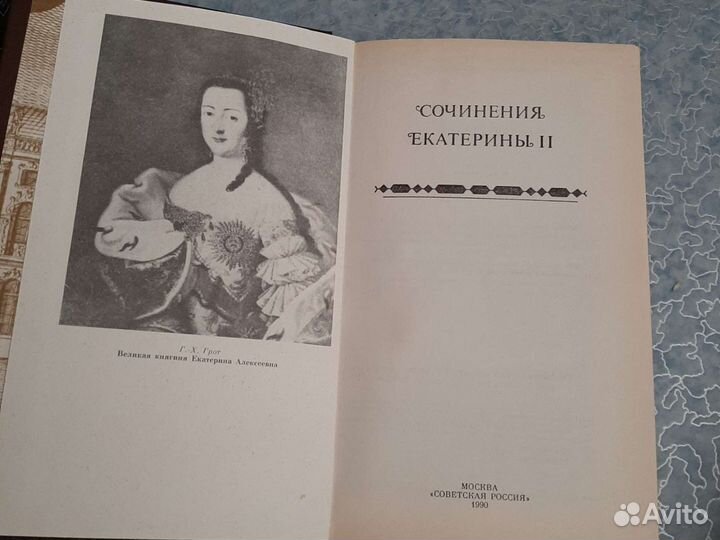 Г.-Х. Грот
Великая княгиня Екатерина Алексеевна
СОЧИНЕНИЯ
ЕКАТЕРИНЫ II
МОСКВА
«СОВЕТСКАЯ РОССИЯ»
1990
Avito